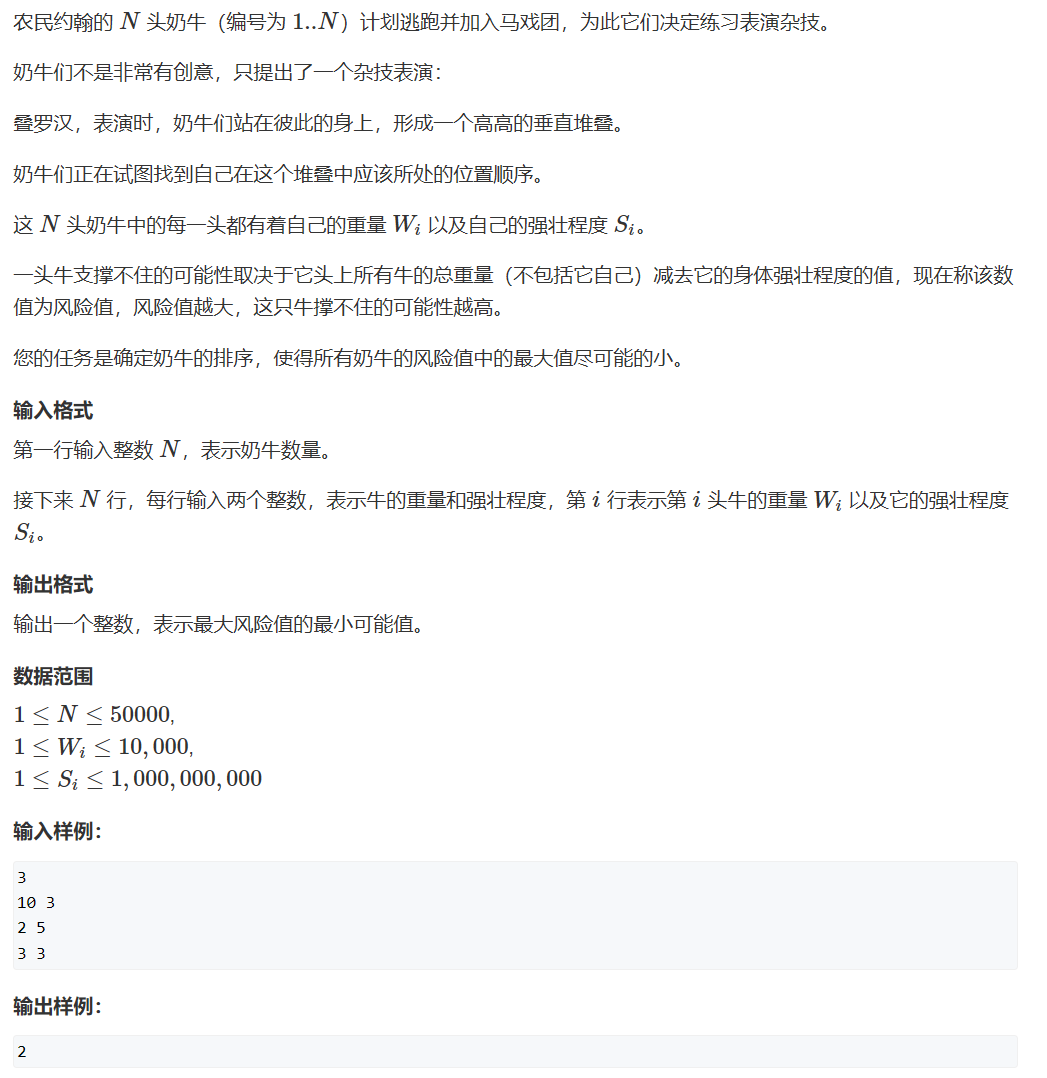 农民约翰的 N 头奶牛（编号为 1..N）计划逃跑并加入马戏团，为此它们决定练习表演杂技。
奶牛们不是非常有创意，只提出了一个杂技表演：
叠罗汉，表演时，奶牛们站在彼此的身上，形成一个高高的垂直堆叠。
奶牛们正在试图找到自己在这个堆叠中应该所处的位置顺序。
这 N 头奶牛中的每一头都有着自己的重量 Wi 以及自己的强壮程度 Si。
一头牛支撑不住的可能性取决于它头上所有牛的总重量（不包括它自己）减去它的身体强壮程度的值，现在称该数
值为风险值，风险值越大，这只牛撑不住的可能性越高。
您的任务是确定奶牛的排序，使得所有奶牛的风险值中的最大值尽可能的小。
输入格式
第一行输入整数 N，表示奶牛数量。
接下来 N 行，每行输入两个整数，表示牛的重量和强壮程度，第 i 行表示第 i 头牛的重量 Wi 以及它的强壮程度
Si。
输出格式
输出一个整数，表示最大风险值的最小可能值。
数据范围
1 ≤ N ≤ 50000,
1 ≤ Wi ≤ 10,000,
1 ≤ Si ≤ 1,000,000,000
输入样例：
3
10 3
2 5
3 3
输出样例：
2